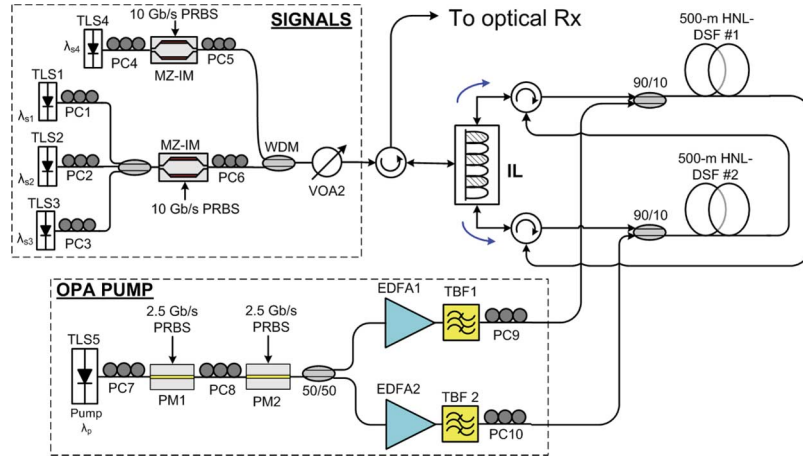 SIGNALS
To optical Rx
10 Gb/s PRBS
TLS4
λs4
PC4
PC5
MZ-IM
TLS1
λs1
PC1
TLS2
λs2
PC2
MZ-IM
PC6
WDM
VOA2
10 Gb/s PRBS
TLS3
λs3
PC3
IL
500-m HNL-
DSF #1
90/10
500-m HNL-
DSF #2
90/10
OPA PUMP
2.5 Gb/s
PRBS
2.5 Gb/s
PRBS
TLS5
PC7
PM1
PC8
PM2
50/50
Pump
λp
EDFA1
TBF1
PC9
EDFA2
TBF 2
PC10